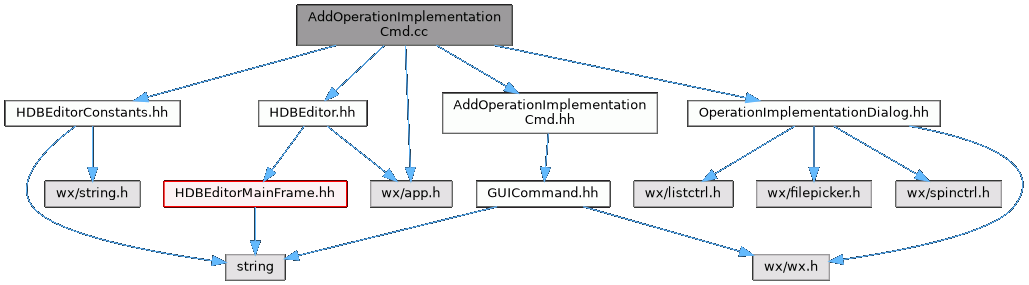 AddOperationImplementation
Cmd.cc
HDBEditorConstants.hh
HDBEditor.hh
AddOperationImplementation
Cmd.hh
OperationImplementationDialog.hh
wx/string.h
HDBEditorMainFrame.hh
wx/app.h
GUICommand.hh
wx/listctrl.h
wx/filepicker.h
wx/spinctrl.h
string
wx/wx.h